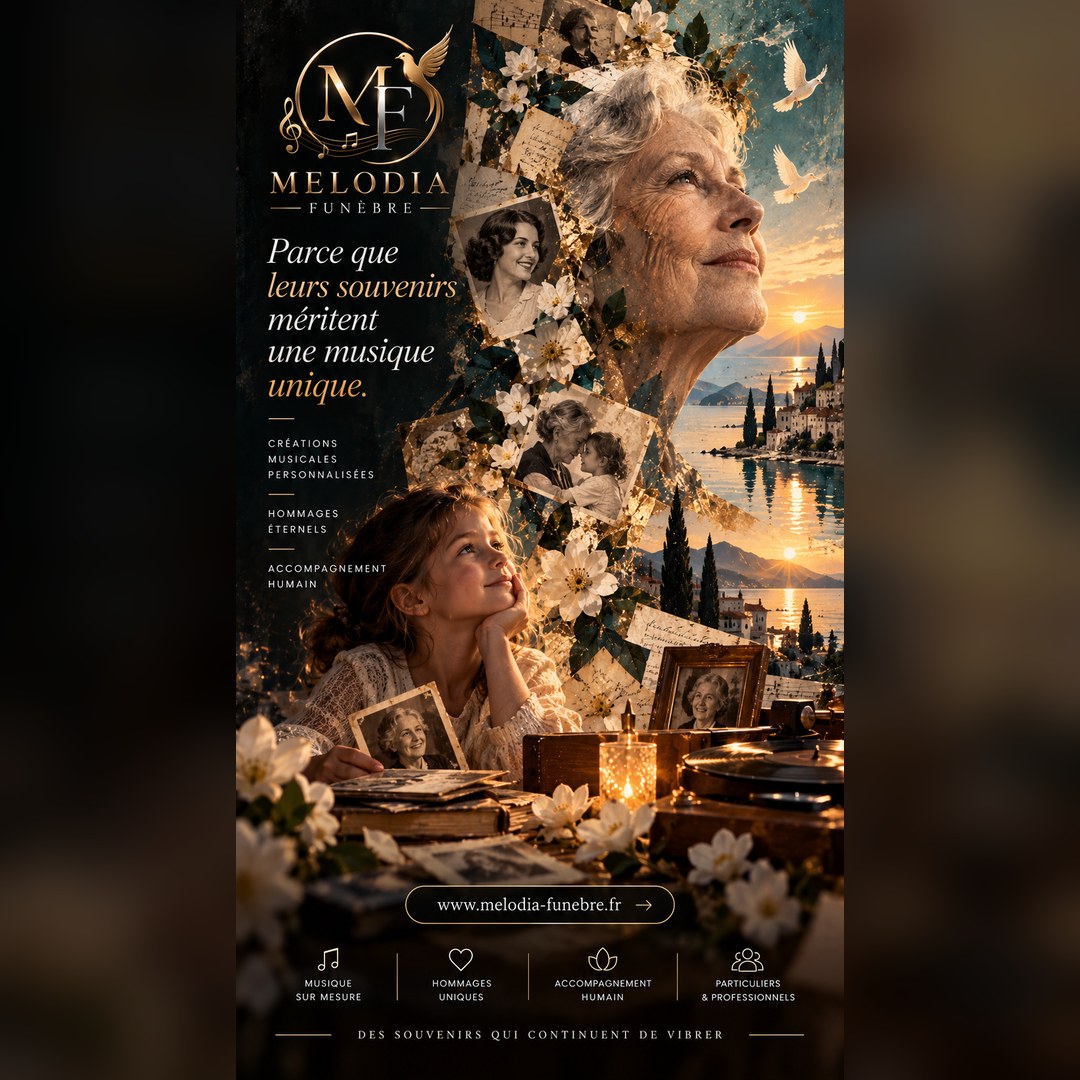 MF
MELODIA
FUNÈBRE
Parce que
leurs souvenirs
méritent
une musique
unique.
CRÉATIONS
MUSICALES
PERSONNALISÉES
HOMMAGES
ÉTERNELS
ACCOMPAGNEMENT
HUMAIN
www.melodia-funebre.fr
MUSIQUE
SUR MESURE
HOMMAGES
UNIQUES
ACCOMPAGNEMENT
HUMAIN
PARTICULIERS
& PROFESSIONNELS
DES SOUVENIRS QUI CONTINUENT DE VIBRER